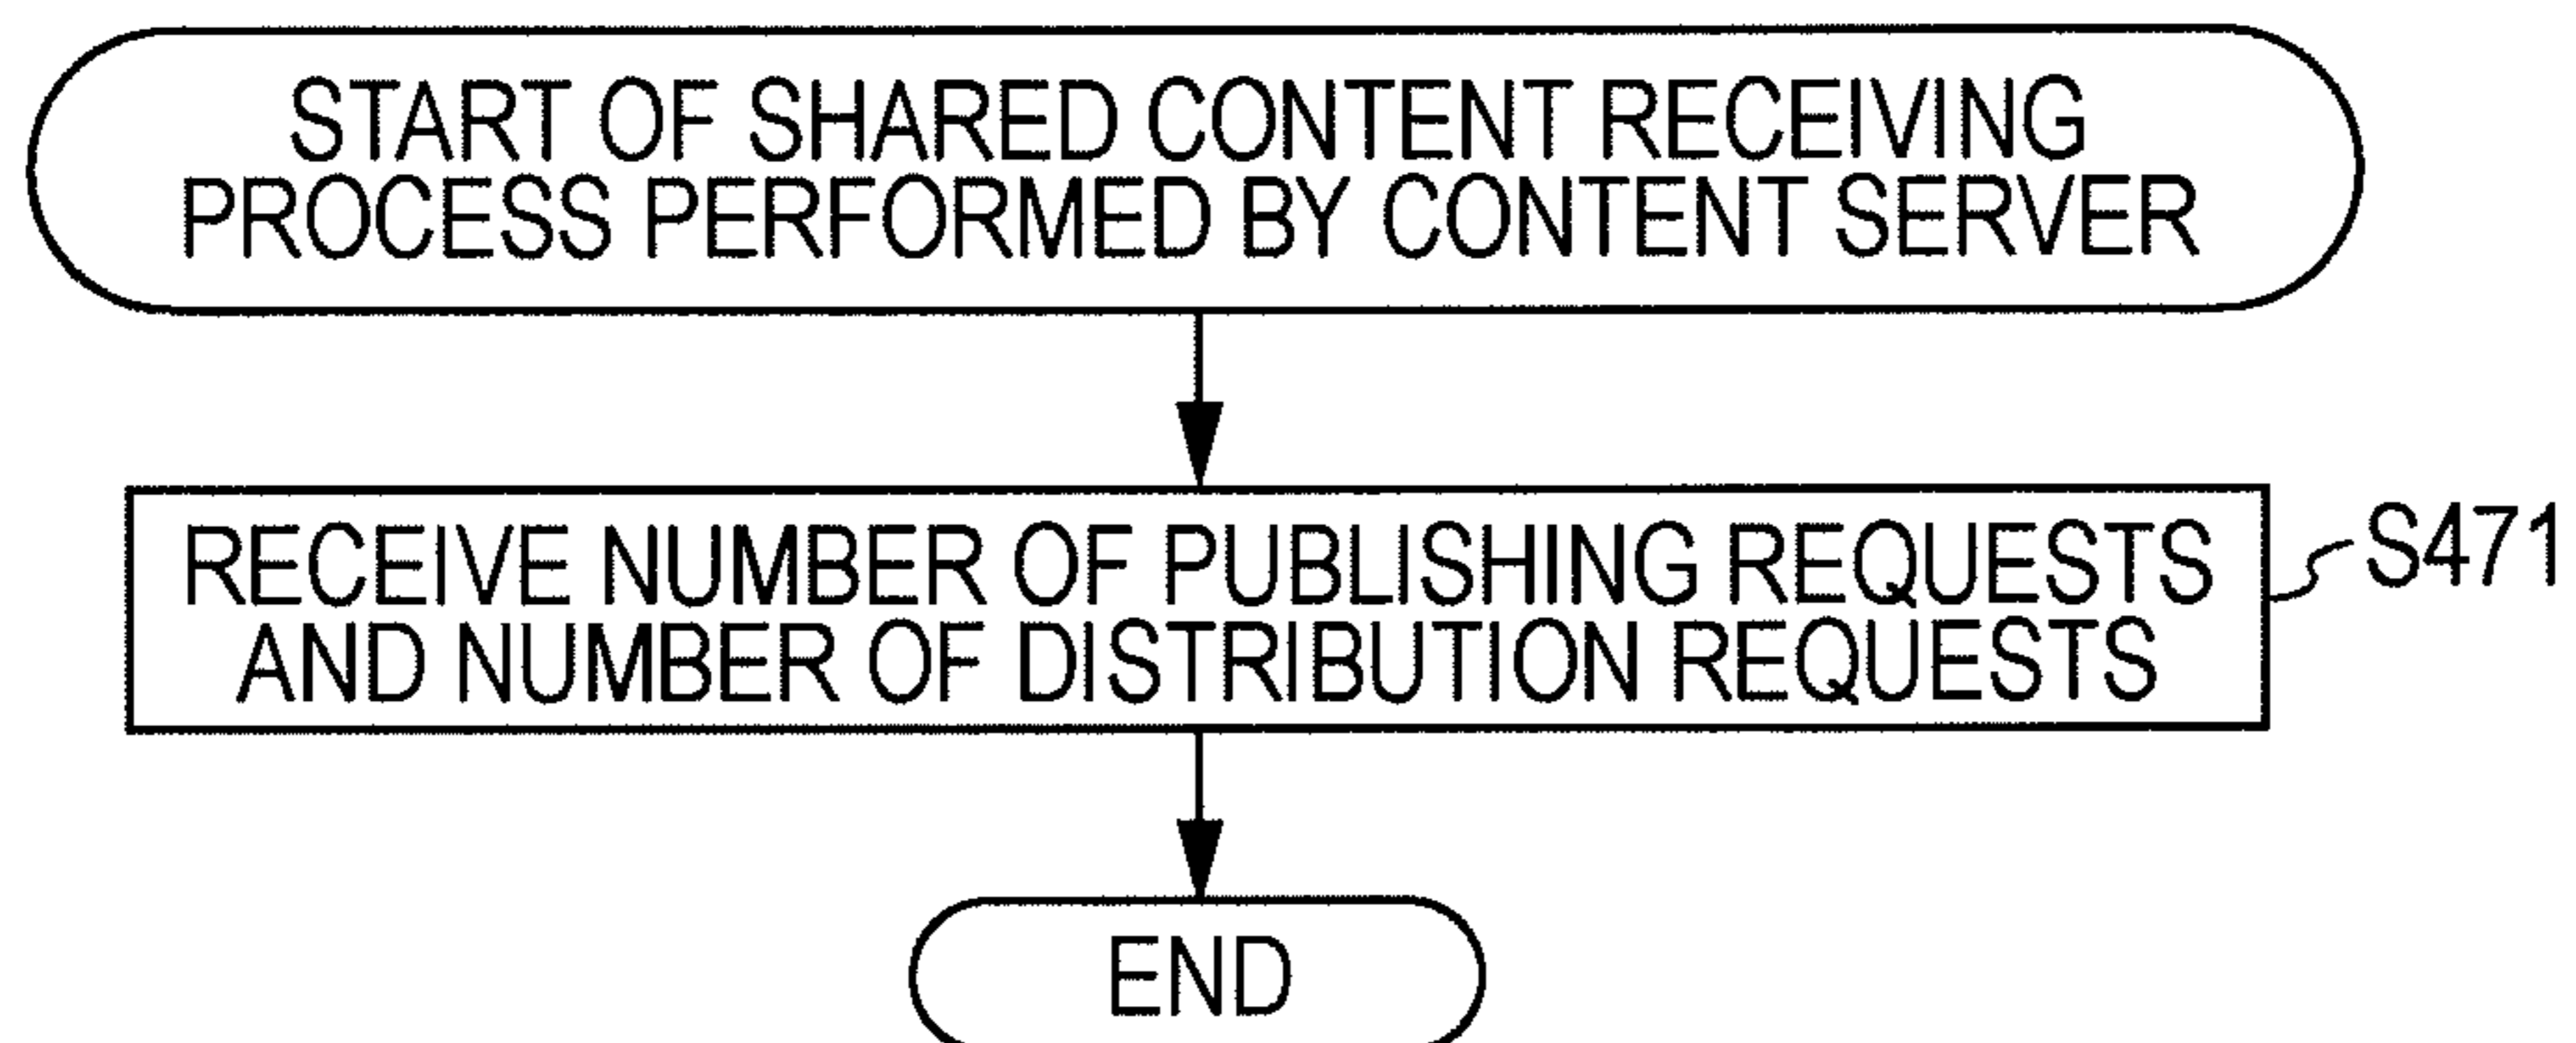 START OF SHARED CONTENT RECEIVING
PROCESS PERFORMED BY CONTENT SERVER
RECEIVE NUMBER OF PUBLISHING REQUESTS
AND NUMBER OF DISTRIBUTION REQUESTS
S471
END